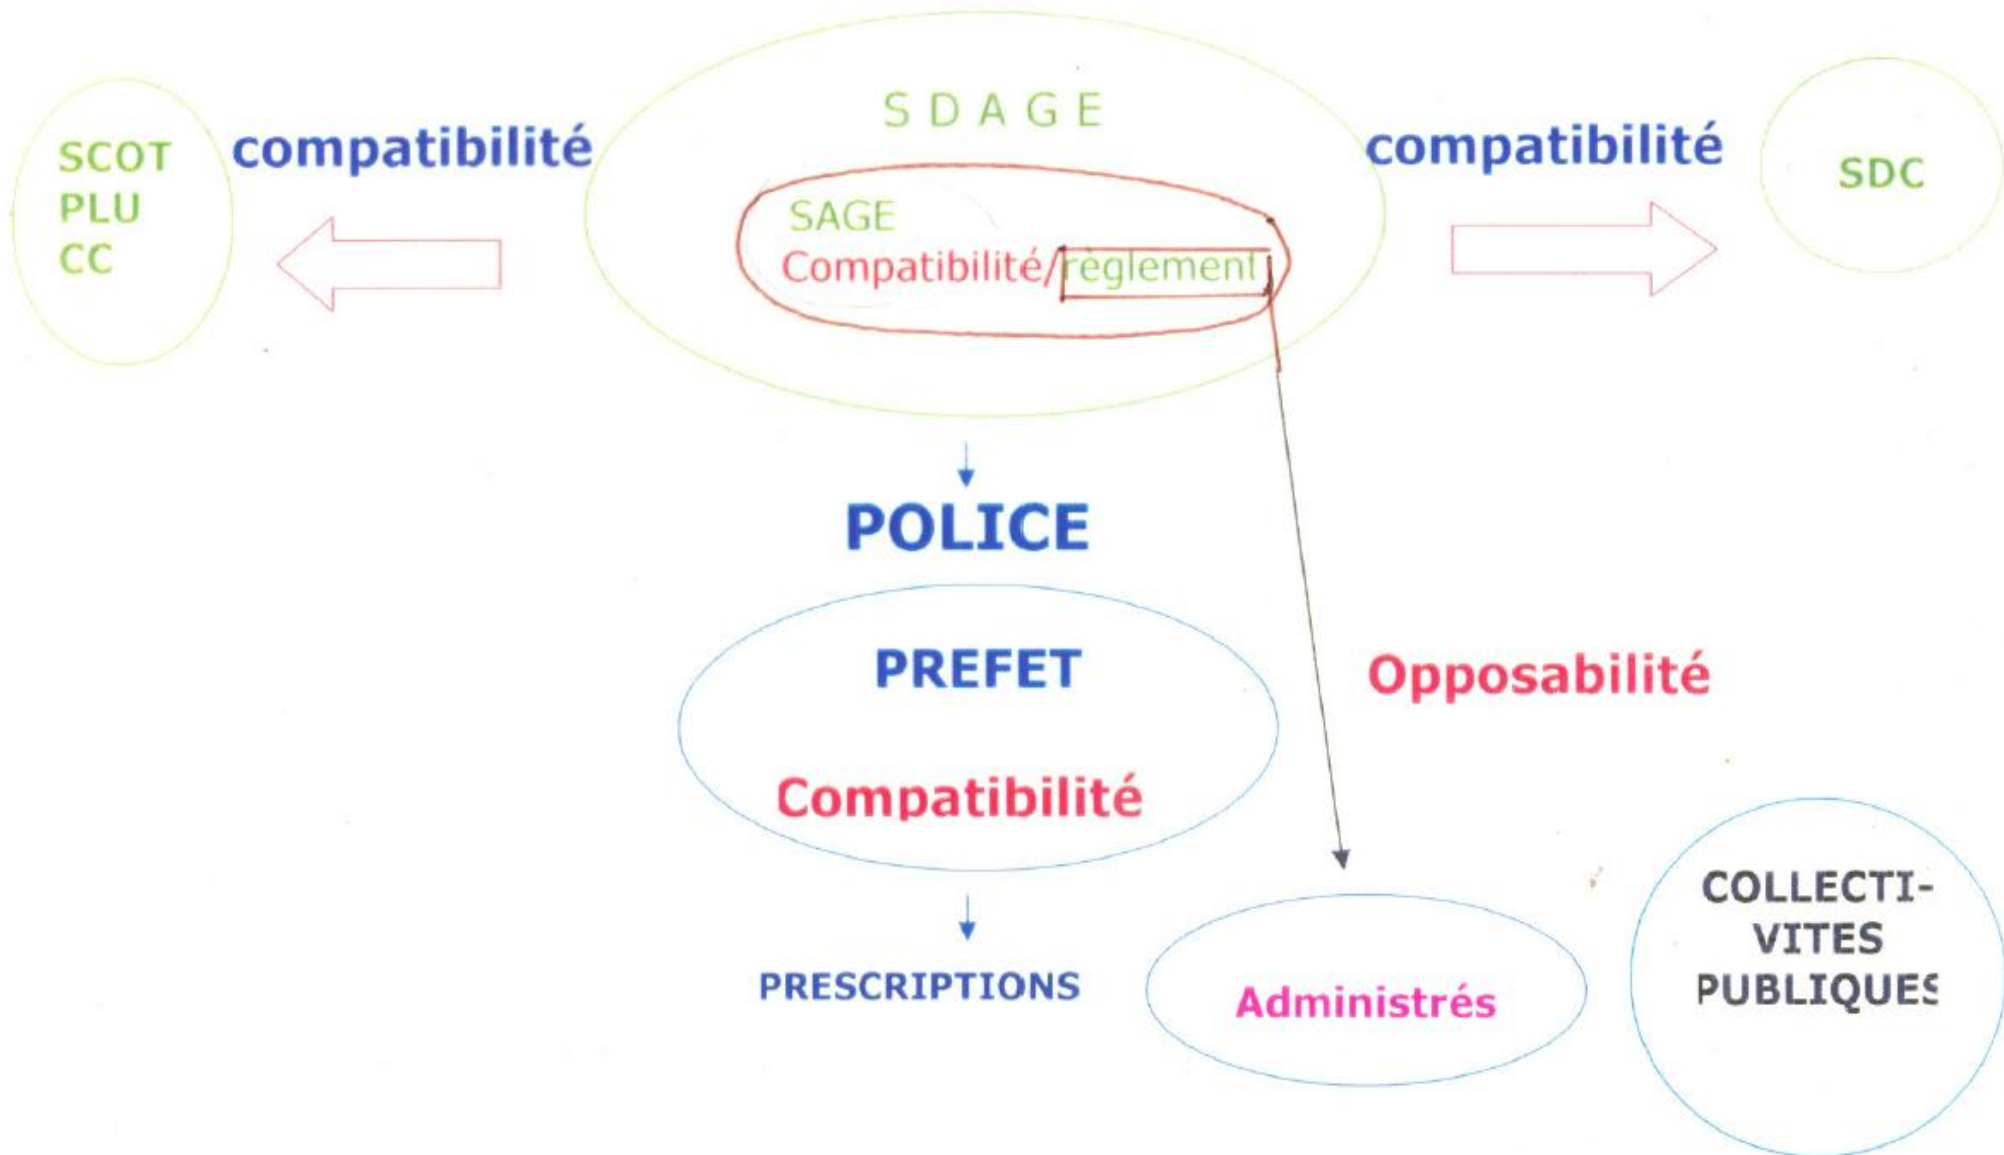 S D A G E
SCOT
PLU
CC
compatibilité
compatibilité
SDC
SAGE
Compatibilité/règlement
POLICE
PREFET
Compatibilité
Opposabilité
PRESCRIPTIONS
Administrés
COLLECTI-
VITES
PUBLIQUES